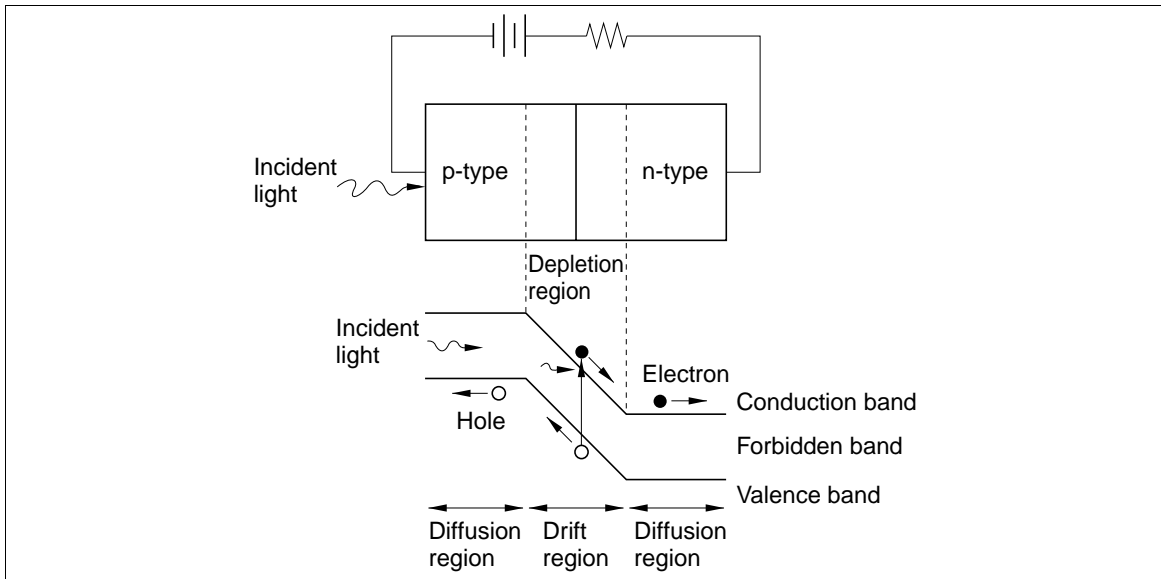 Incident
light
p-type
n-type
Depletion
region
Incident
light
Electron
Conduction band
Hole
Forbidden band
Valence band
Diffusion
region
Drift
region
Diffusion
region